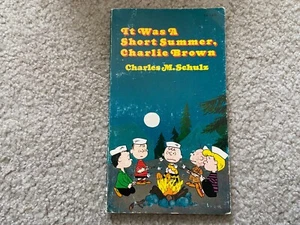 It Was A
Short Summer,
Charlie Brown
Charles M. Schulz